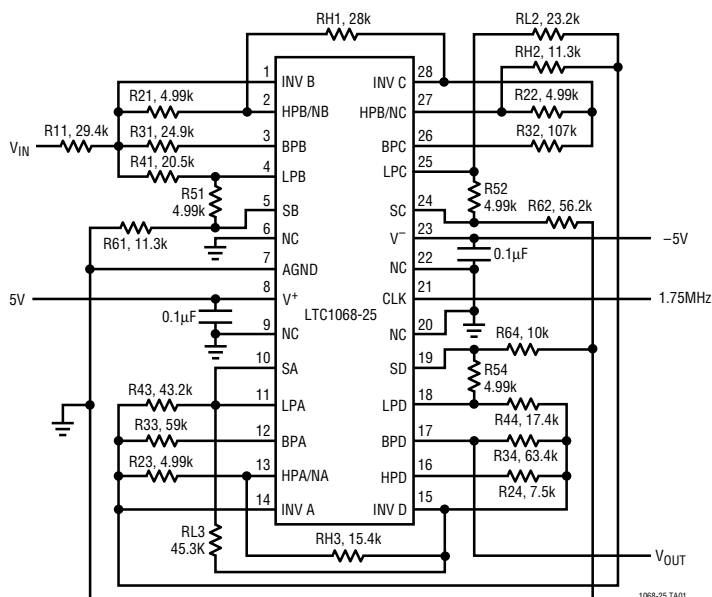 RL2, 23.2k
RH1, 28k
RH2, 11.3k
1
INV B
INV C
28
R21, 4.99k
R22, 4.99k
2
HPB/NB
HPB/NC
27
R11, 29.4k
R31, 24.9k
R32, 107k
VIN
3
BPB
BPC
26
R41, 20.5k
4
LPB
LPC
25
R51
4.99k
R52
4.99k
R62, 56.2k
5
SB
SC
24
R61, 11.3k
6
NC
V–
23
–5V
0.1µF
7
AGND
NC
22
5V
8
V+
CLK
21
1.75MHz
LTC1068-25
0.1µF
9
NC
NC
20
R64, 10k
10
SA
SD
19
R54
4.99k
R43, 43.2k
11
LPA
LPD
18
R44, 17.4k
R33, 59k
12
BPA
BPD
17
R34, 63.4k
R23, 4.99k
13
HPA/NA
HPD
16
R24, 7.5k
14
INV A
INV D
15
RL3
45.3K
RH3, 15.4k
VOUT
1068-25 TA01